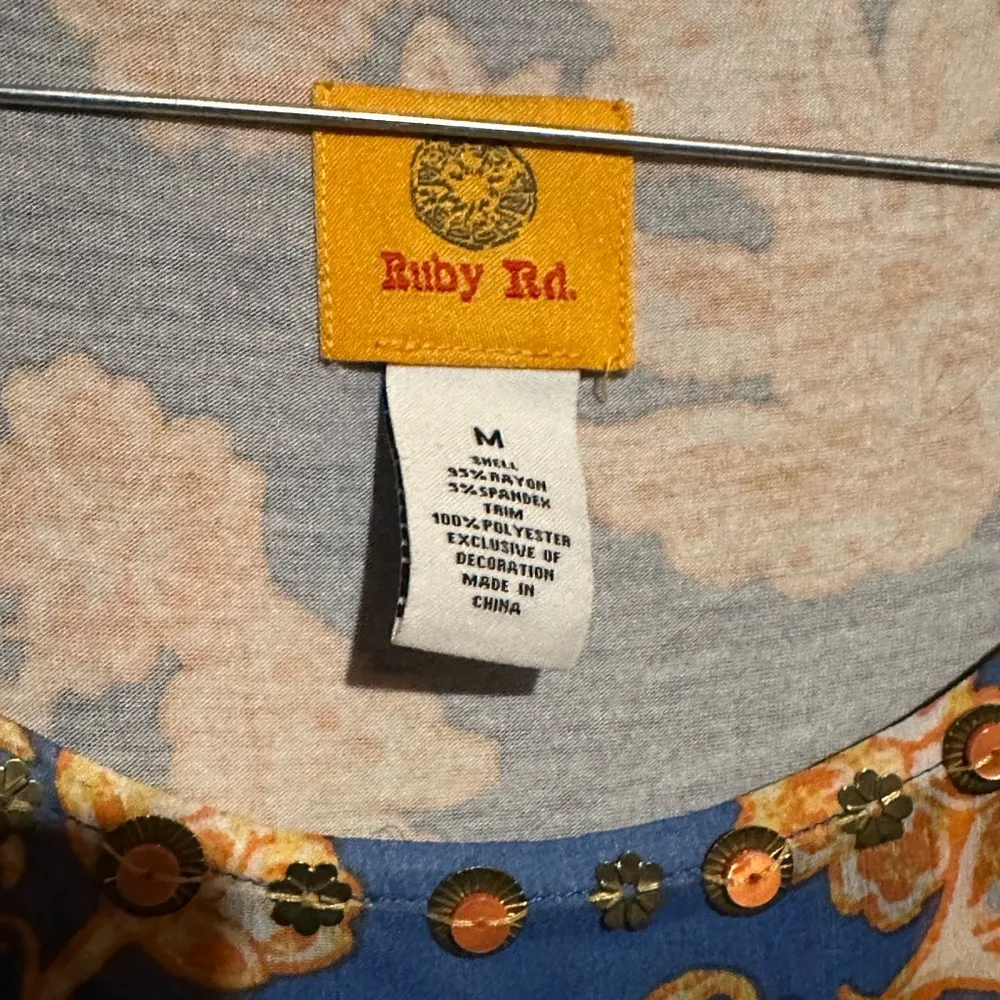 Ruby Rd.
M
SHELL
95%RAYON
5%SPANDEX
TRIM
100%POLYESTER
EXCLUSIVE OF
DECORATION
MADE IN
CHINA